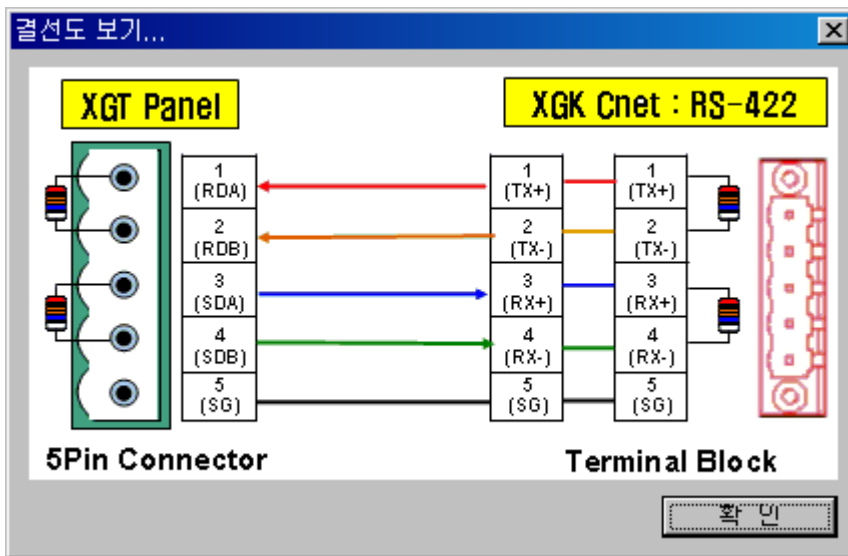 결선도 보기...
XGT Panel
XGK Cnet : RS-422
1
(RDA)
2
(RDB)
3
(SDA)
4
(SDB)
5
(SG)
1
(TX+)
2
(TX-)
3
(RX+)
4
(RX-)
5
(SG)
1
(TX+)
2
(TX-)
3
(RX+)
4
(RX-)
5
(SG)
5Pin Connector
Terminal Block
확 인